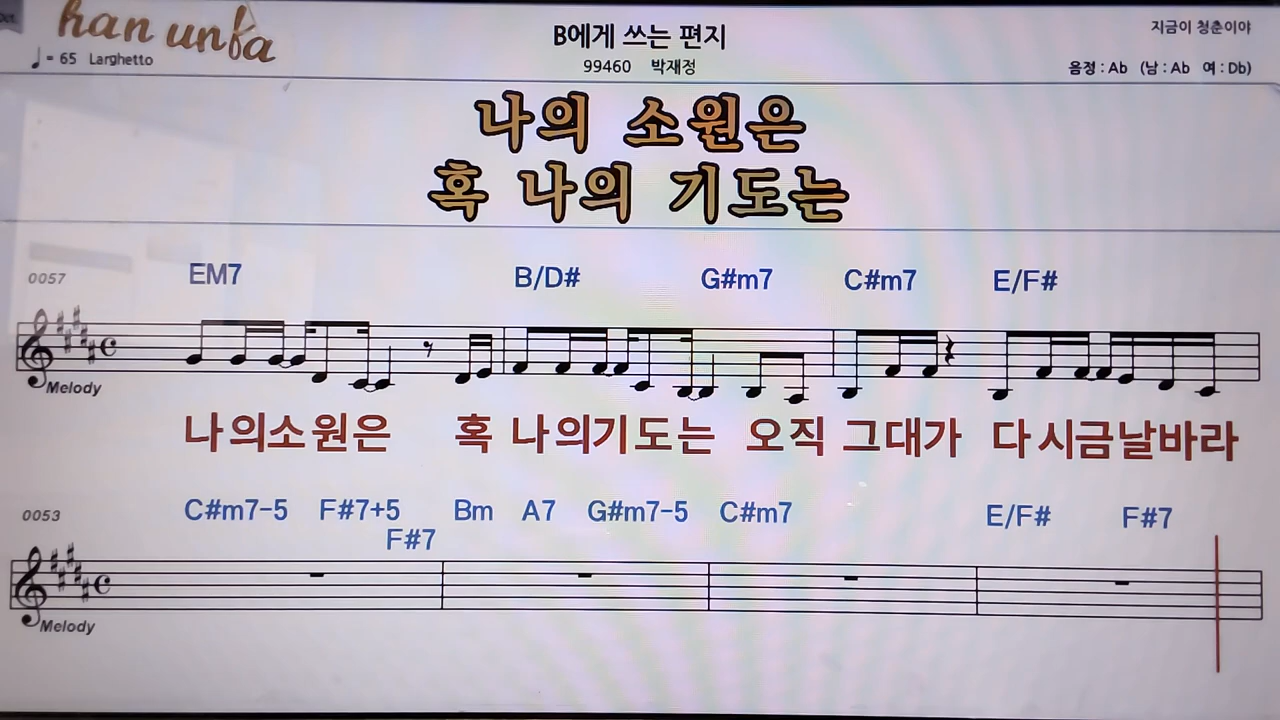 han unfa
♩= 65 Larghetto
B에게 쓰는 편지
99460 박재정
지금이 청춘이야
음정 : Ab (남 : Ab 여 : Db)
나의 소원은
혹 나의 기도는
0057
EM7 B/D# G#m7 C#m7 E/F#
Melody
나의소원은 혹 나의기도는 오직 그대가 다시금날바라
0053
C#m7-5 F#7+5 Bm A7 G#m7-5 C#m7 E/F# F#7
F#7
Melody